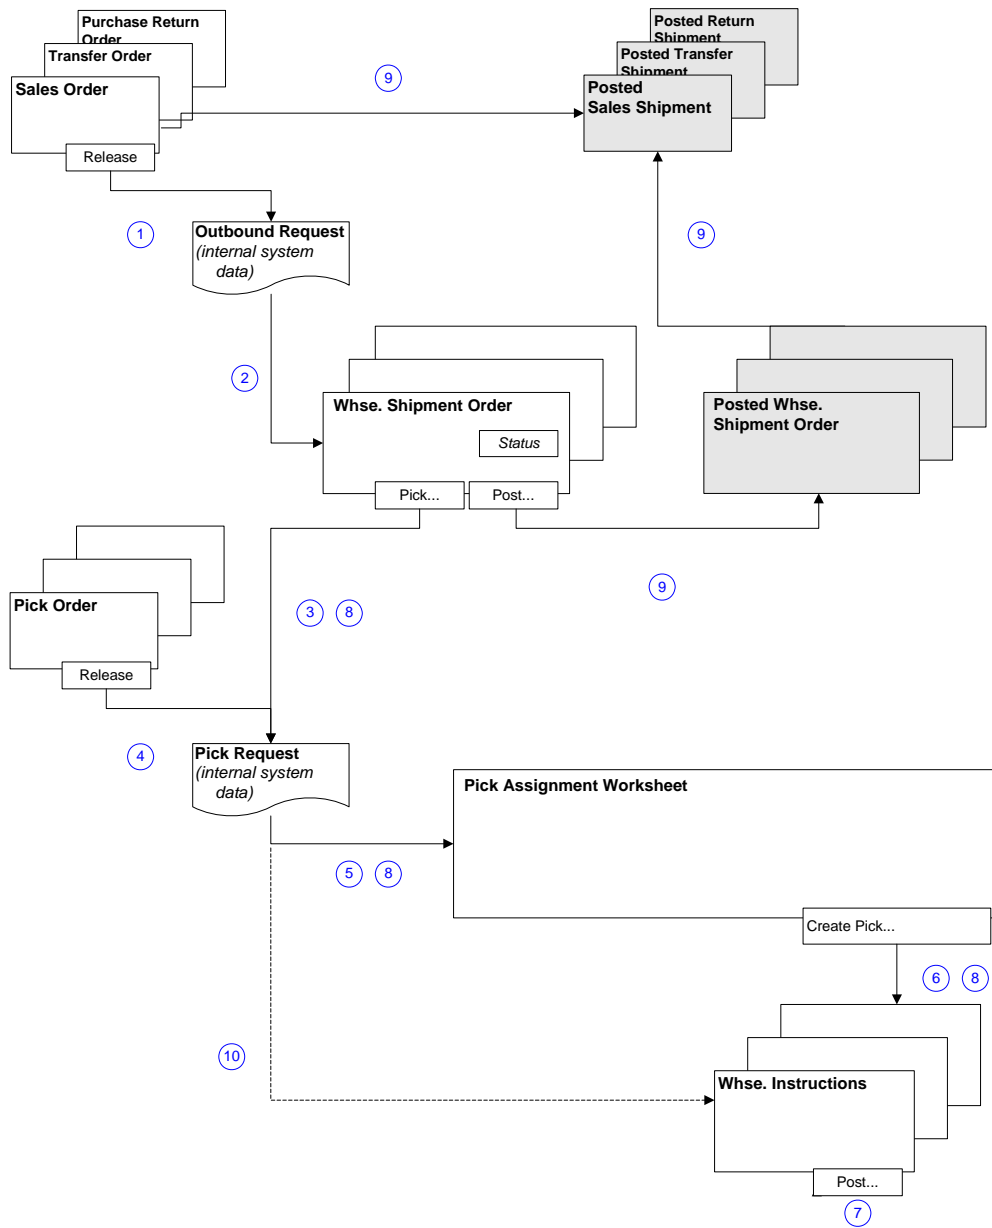 Purchase Return
Order
Transfer Order
Sales Order
Release
9
Posted Return
Shipment
Posted Transfer
Shipment
Posted
Sales Shipment
1
Outbound Request
(internal system
data)
9
2
Whse. Shipment Order
Status
Pick...
Post...
Posted Whse.
Shipment Order
9
3
8
Pick Order
Release
4
Pick Request
(internal system
data)
Pick Assignment Worksheet
5
8
Create Pick...
6
8
10
Whse. Instructions
Post...
7